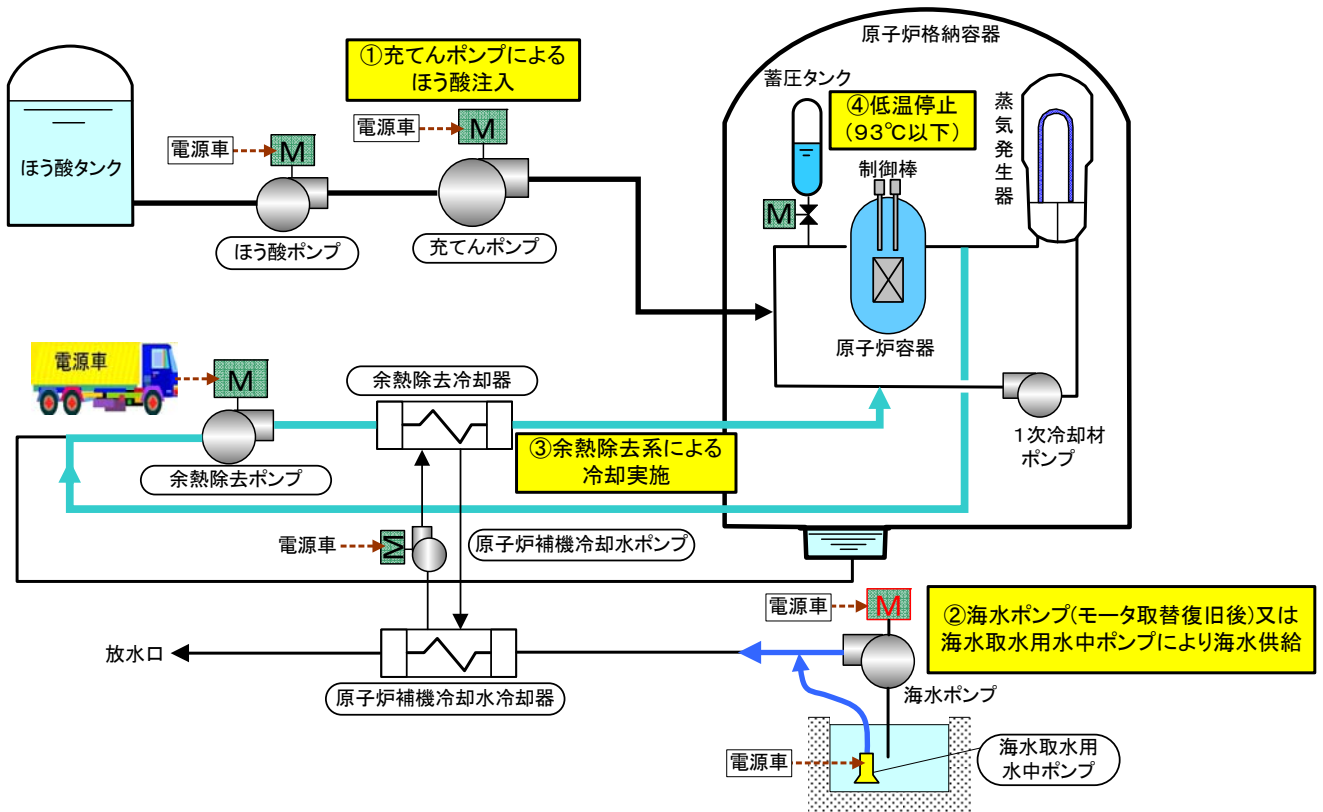 原子炉格納容器
①充てんポンプによる
ほう酸注入
蓄圧タンク
④低温停止
(93℃以下)
蒸気発生器
電源車
M
電源車
M
ほう酸タンク
制御棒
M
ほう酸ポンプ
充てんポンプ
原子炉容器
電源車
M
余熱除去冷却器
1次冷却材
ポンプ
③余熱除去系による
冷却実施
余熱除去ポンプ
電源車
M
原子炉補機冷却水ポンプ
電源車
M
②海水ポンプ(モータ取替復旧後)又は
海水取水用水中ポンプにより海水供給
放水口
原子炉補機冷却水冷却器
海水ポンプ
電源車
海水取水用
水中ポンプ